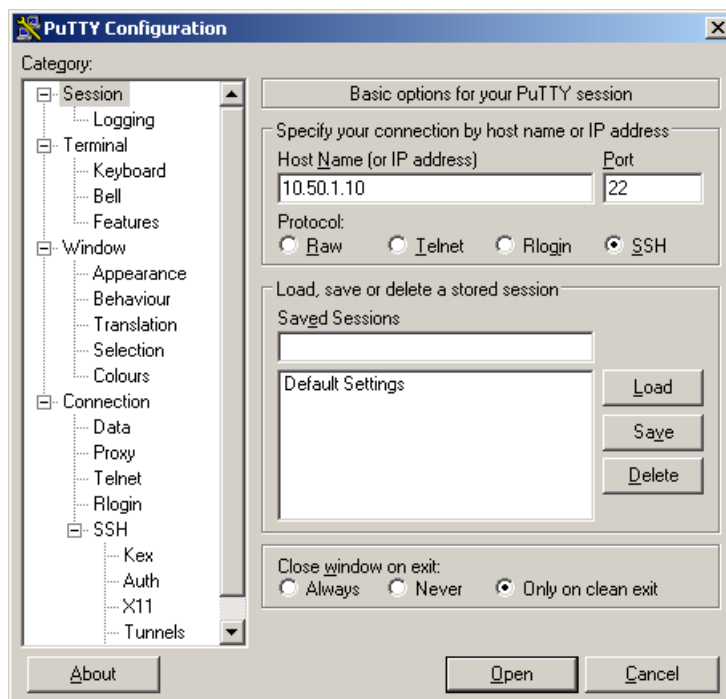 PuTTY Configuration
Category:
Session
Logging
Terminal
Keyboard
Bell
Features
Window
Appearance
Behaviour
Translation
Selection
Colours
Connection
Data
Proxy
Telnet
Rlogin
SSH
Kex
Auth
X11
Tunnels
Basic options for your PuTTY session
Specify your connection by host name or IP address
Host Name (or IP address) Port
10.50.1.10 22
Protocol:
Raw Telnet Rlogin SSH
Load, save or delete a stored session
Saved Sessions
Default Settings
Load
Save
Delete
Close window on exit:
Always Never Only on clean exit
About Open Cancel